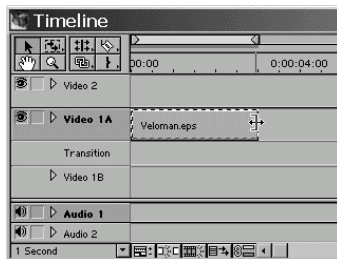 Timeline
00:00 0:00:04:00
Video 2
Video 1A
Veloman.eps
Transition
Video 1B
Audio 1
Audio 2
1 Second